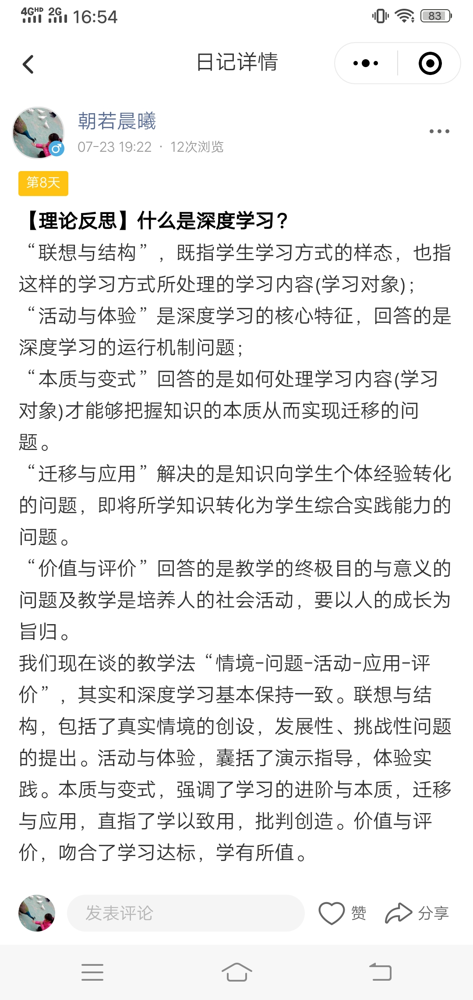 4GHD 2G 16:54 83
日记详情
朝若晨曦
07-23 19:22 · 12次浏览
第8天
【理论反思】什么是深度学习？
“联想与结构”，既指学生学习方式的样态，也指
这样的学习方式所处理的学习内容(学习对象)；
“活动与体验”是深度学习的核心特征，回答的是
深度学习的运行机制问题；
“本质与变式”回答的是如何处理学习内容(学习
对象)才能够把握知识的本质从而实现迁移的问
题。
“迁移与应用”解决的是知识向学生个体经验转化
的问题，即将所学知识转化为学生综合实践能力的
问题。
“价值与评价”回答的是教学的终极目的与意义的
问题及教学是培养人的社会活动，要以人的成长为
旨归。
我们现在谈的教学法“情境-问题-活动-应用-评
价”，其实和深度学习基本保持一致。联想与结
构，包括了真实情境的创设，发展性、挑战性问题
的提出。活动与体验，囊括了演示指导，体验实
践。本质与变式，强调了学习的进阶与本质，迁移
与应用，直指了学以致用，批判创造。价值与评
价，吻合了学习达标，学有所值。
发表评论 赞 分享